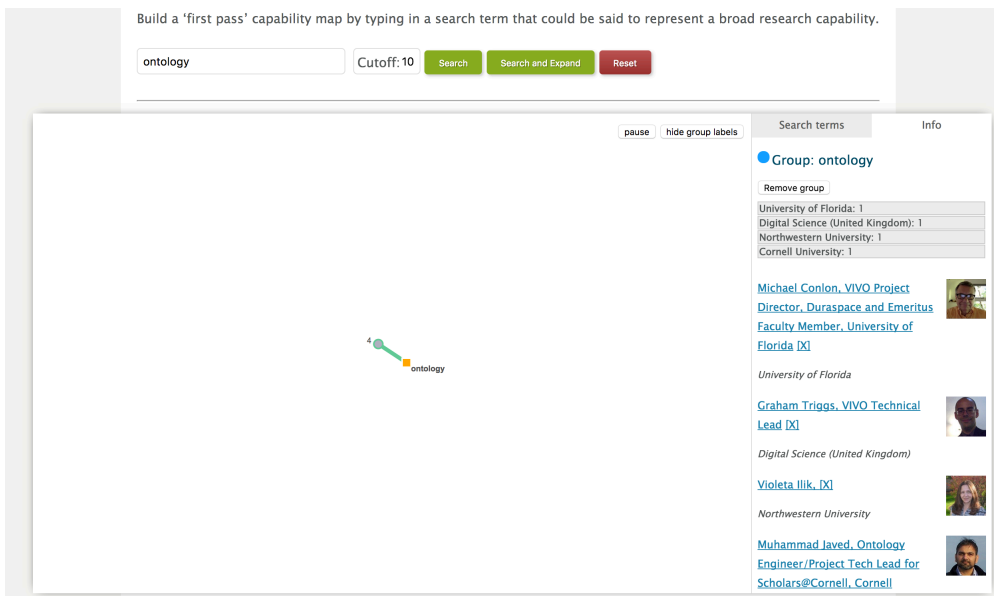 Build a ‘first pass’ capability map by typing in a search term that could be said to represent a broad research capability.
ontology
Cutoff: 10
Search
Search and Expand
Reset
pause
hide group labels
Search terms
Info
Group: ontology
Remove group
University of Florida: 1
Digital Science (United Kingdom): 1
Northwestern University: 1
Cornell University: 1
Michael Conlon, VIVO Project
Director, Duraspace and Emeritus
Faculty Member, University of
Florida [X]
University of Florida
4
ontology
Graham Triggs, VIVO Technical
Lead [X]
Digital Science (United Kingdom)
Violeta Ilik, [X]
Northwestern University
Muhammad Javed, Ontology
Engineer/Project Tech Lead for
Scholars@Cornell, Cornell